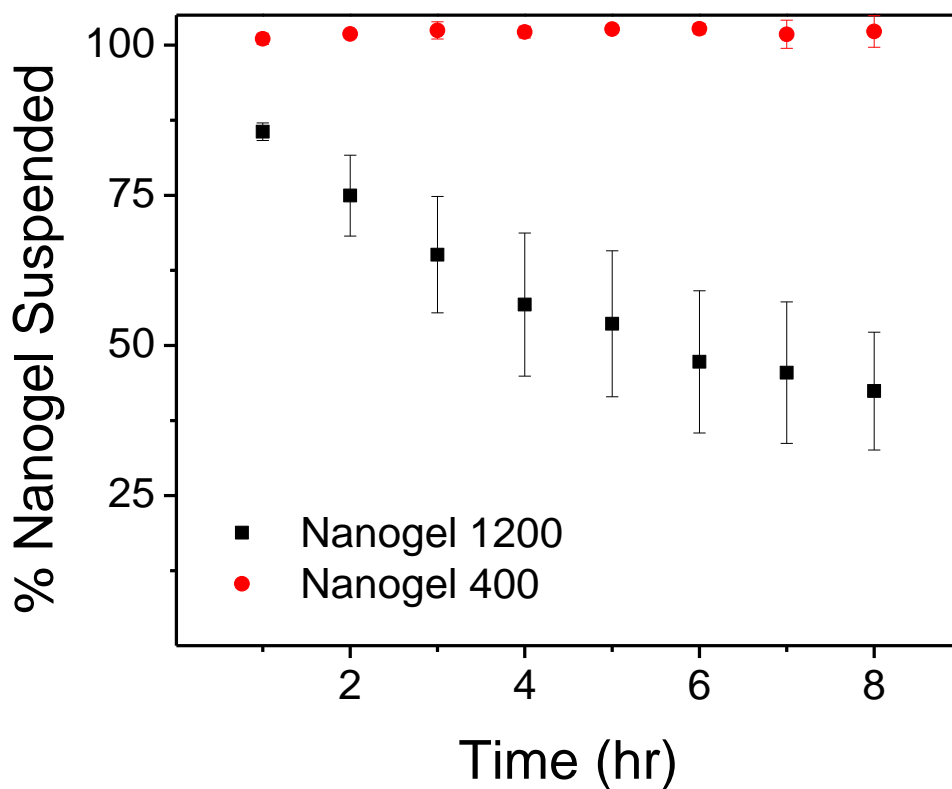 % Nanogel Suspended
100
75
50
25
Nanogel 1200
Nanogel 400
2 4 6 8
Time (hr)